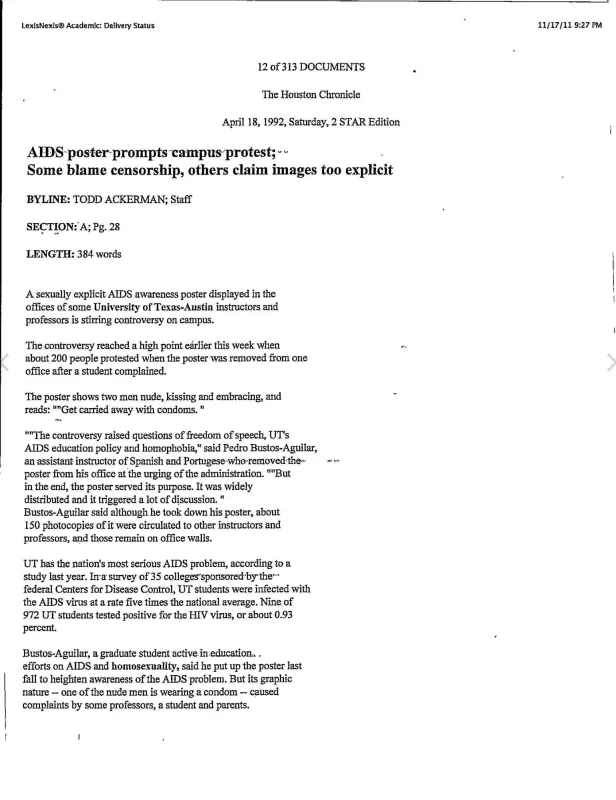 LexisNexis® Academic: Delivery Status
11/17/11 9:27 PM
12 of 313 DOCUMENTS
The Houston Chronicle
April 18, 1992, Saturday, 2 STAR Edition
AIDS poster prompts campus protest;
Some blame censorship, others claim images too explicit
BYLINE: TODD ACKERMAN; Staff
SECTION: A; Pg. 28
LENGTH: 384 words
A sexually explicit AIDS awareness poster displayed in the
offices of some University of Texas-Austin instructors and
professors is stirring controversy on campus.
The controversy reached a high point earlier this week when
about 200 people protested when the poster was removed from one
office after a student complained.
The poster shows two men nude, kissing and embracing, and
reads: ""Get carried away with condoms. "
""The controversy raised questions of freedom of speech, UT's
AIDS education policy and homophobia," said Pedro Bustos-Aguilar,
an assistant instructor of Spanish and Portugese who removed the
poster from his office at the urging of the administration. ""But
in the end, the poster served its purpose. It was widely
distributed and it triggered a lot of discussion. "
Bustos-Aguilar said although he took down his poster, about
150 photocopies of it were circulated to other instructors and
professors, and those remain on office walls.
UT has the nation's most serious AIDS problem, according to a
study last year. In a survey of 35 colleges sponsored by the
federal Centers for Disease Control, UT students were infected with
the AIDS virus at a rate five times the national average. Nine of
972 UT students tested positive for the HIV virus, or about 0.93
percent.
Bustos-Aguilar, a graduate student active in education
efforts on AIDS and homosexuality, said he put up the poster last
fall to heighten awareness of the AIDS problem. But its graphic
nature -- one of the nude men is wearing a condom -- caused
complaints by some professors, a student and parents.